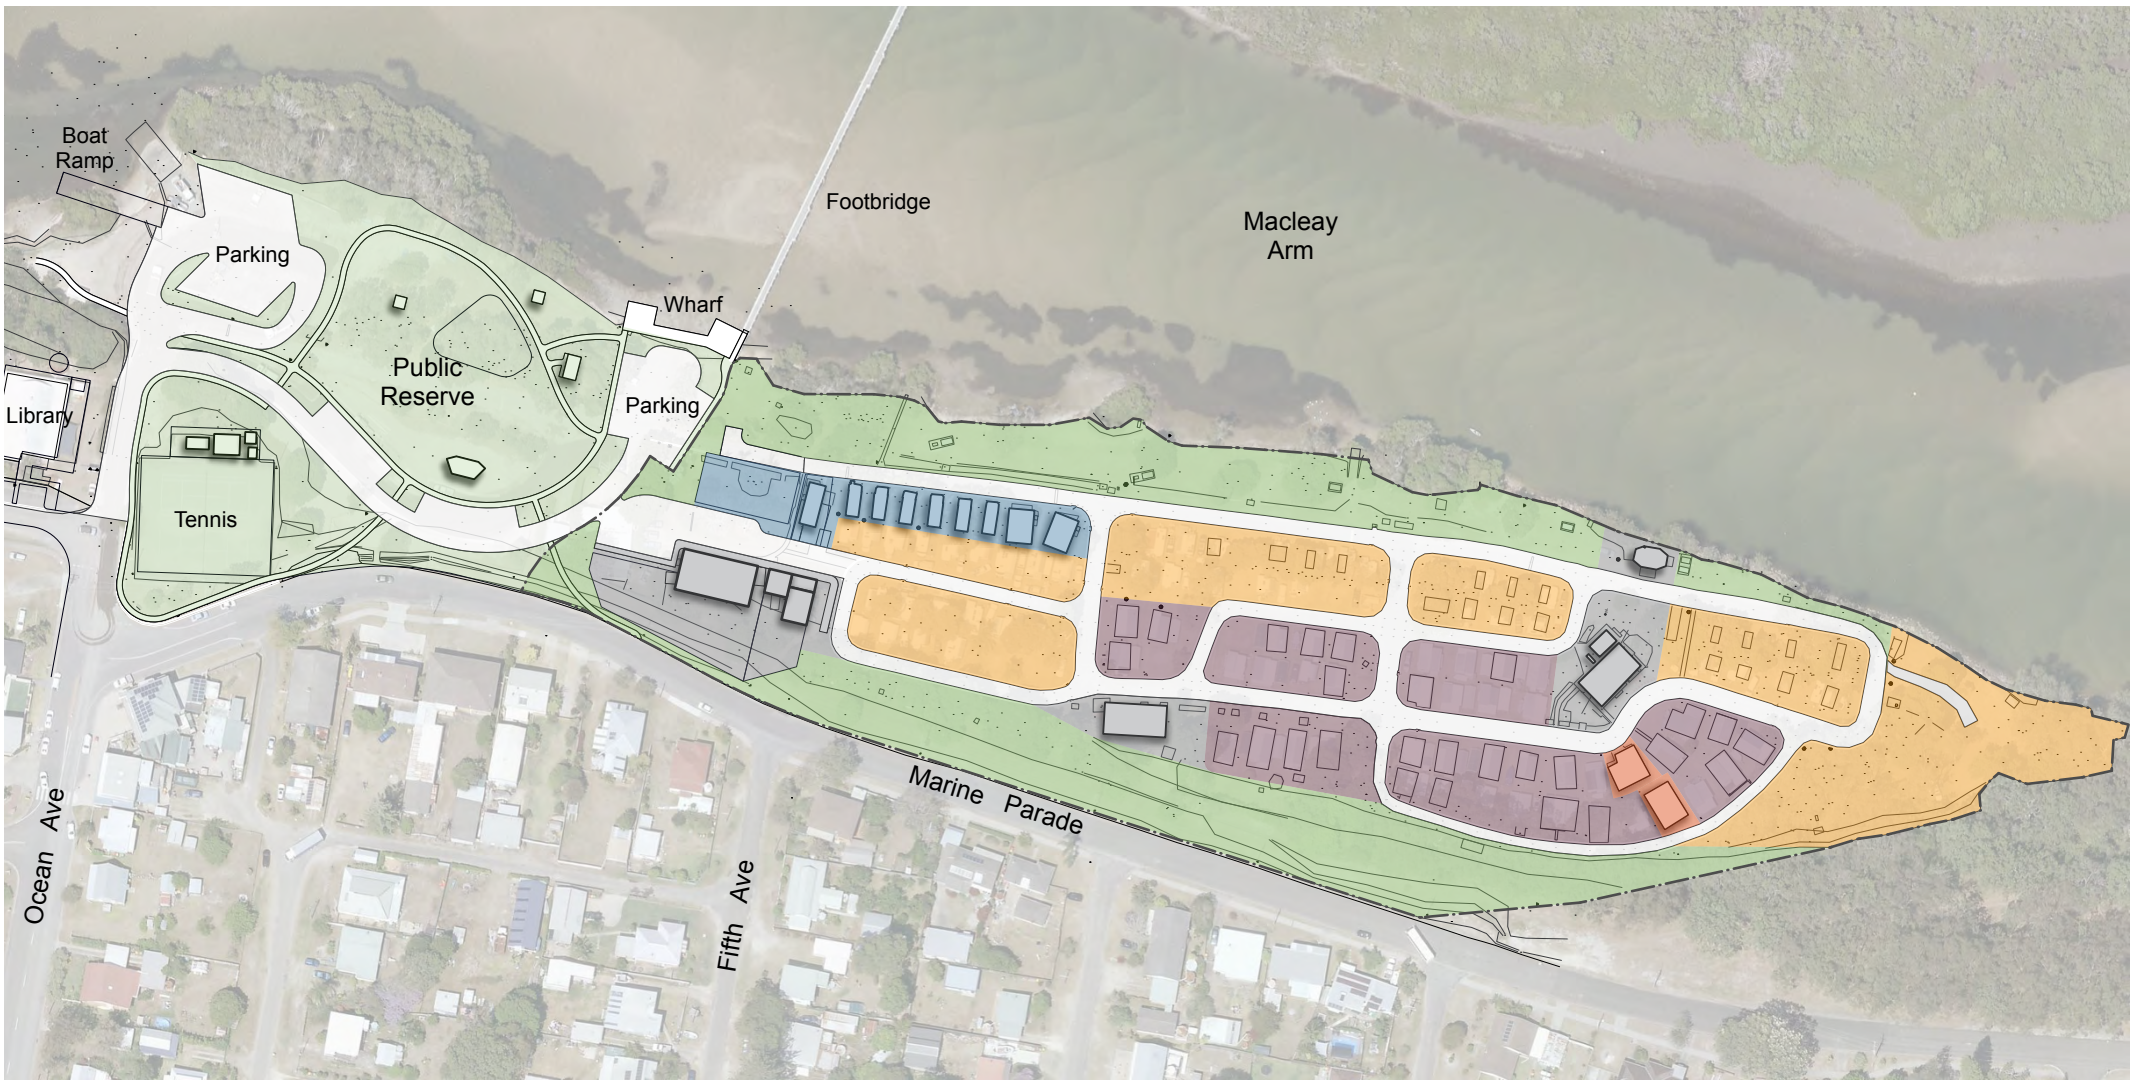 Boat
Ramp
Footbridge
Macleay
Arm
Parking
Wharf
Public
Reserve
Parking
Library
Tennis
Marine Parade
Ocean Ave
Fifth Ave